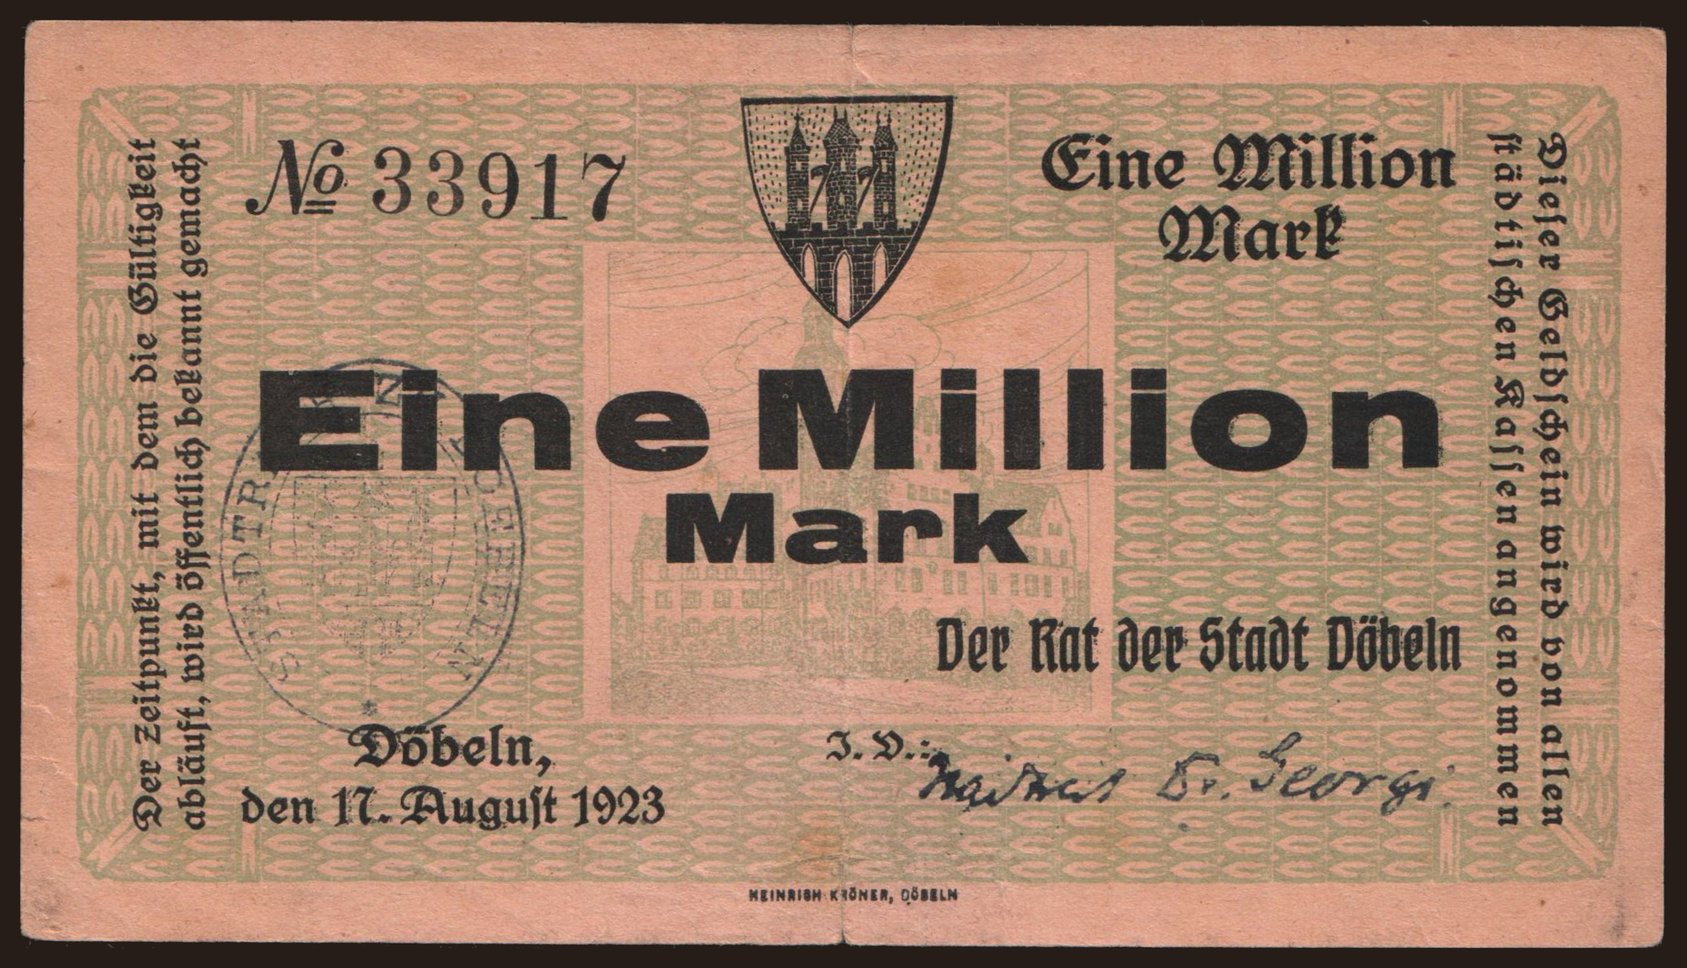 Der Zeitpunkt, mit dem die Gültigkeit
abläuft, wird öffentlich bekannt gemacht
No 33917
Eine Million
Mark
Eine Million
Mark
Der Rat der Stadt Döbeln
Döbeln,
den 17. August 1923
J. V.:
Dr. Georgi.
Dieser Geldschein wird von allen
städtischen Kassen angenommen
HEINRICH KRÖNER, DÖBELN